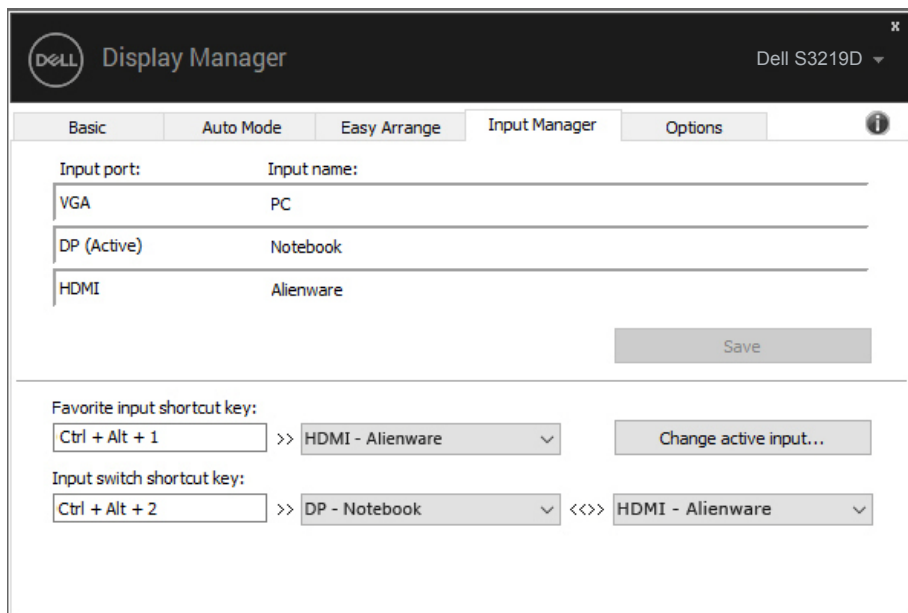 x
DELL Display Manager Dell S3219D
Basic Auto Mode Easy Arrange Input Manager Options i
Input port: Input name:
VGA PC
DP (Active) Notebook
HDMI Alienware
Save
Favorite input shortcut key:
Ctrl + Alt + 1 >> HDMI - Alienware Change active input...
Input switch shortcut key:
Ctrl + Alt + 2 >> DP - Notebook <<>> HDMI - Alienware